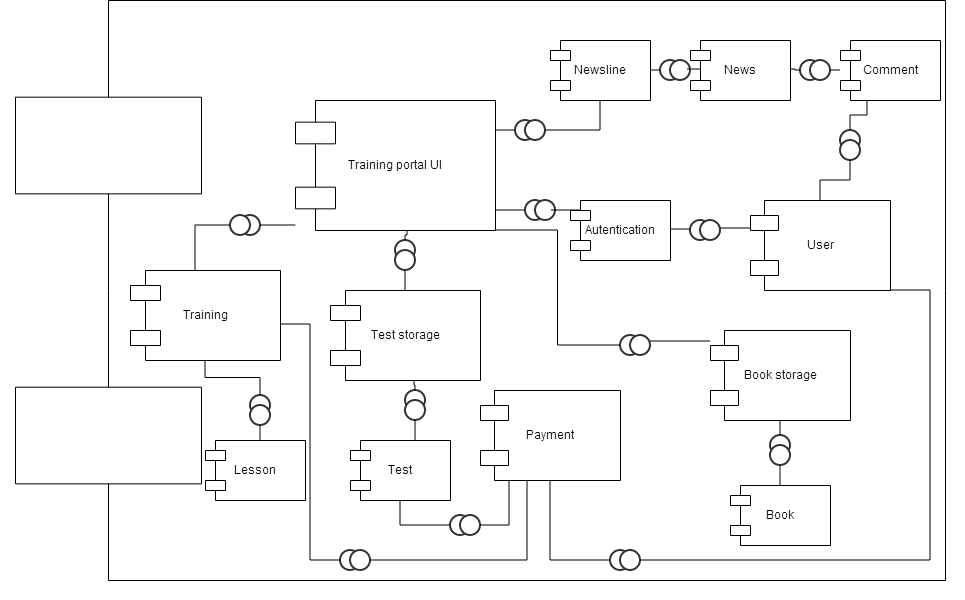 Newsline
News
Comment
Training portal UI
Autentication
User
Training
Test storage
Book storage
Payment
Lesson
Test
Book